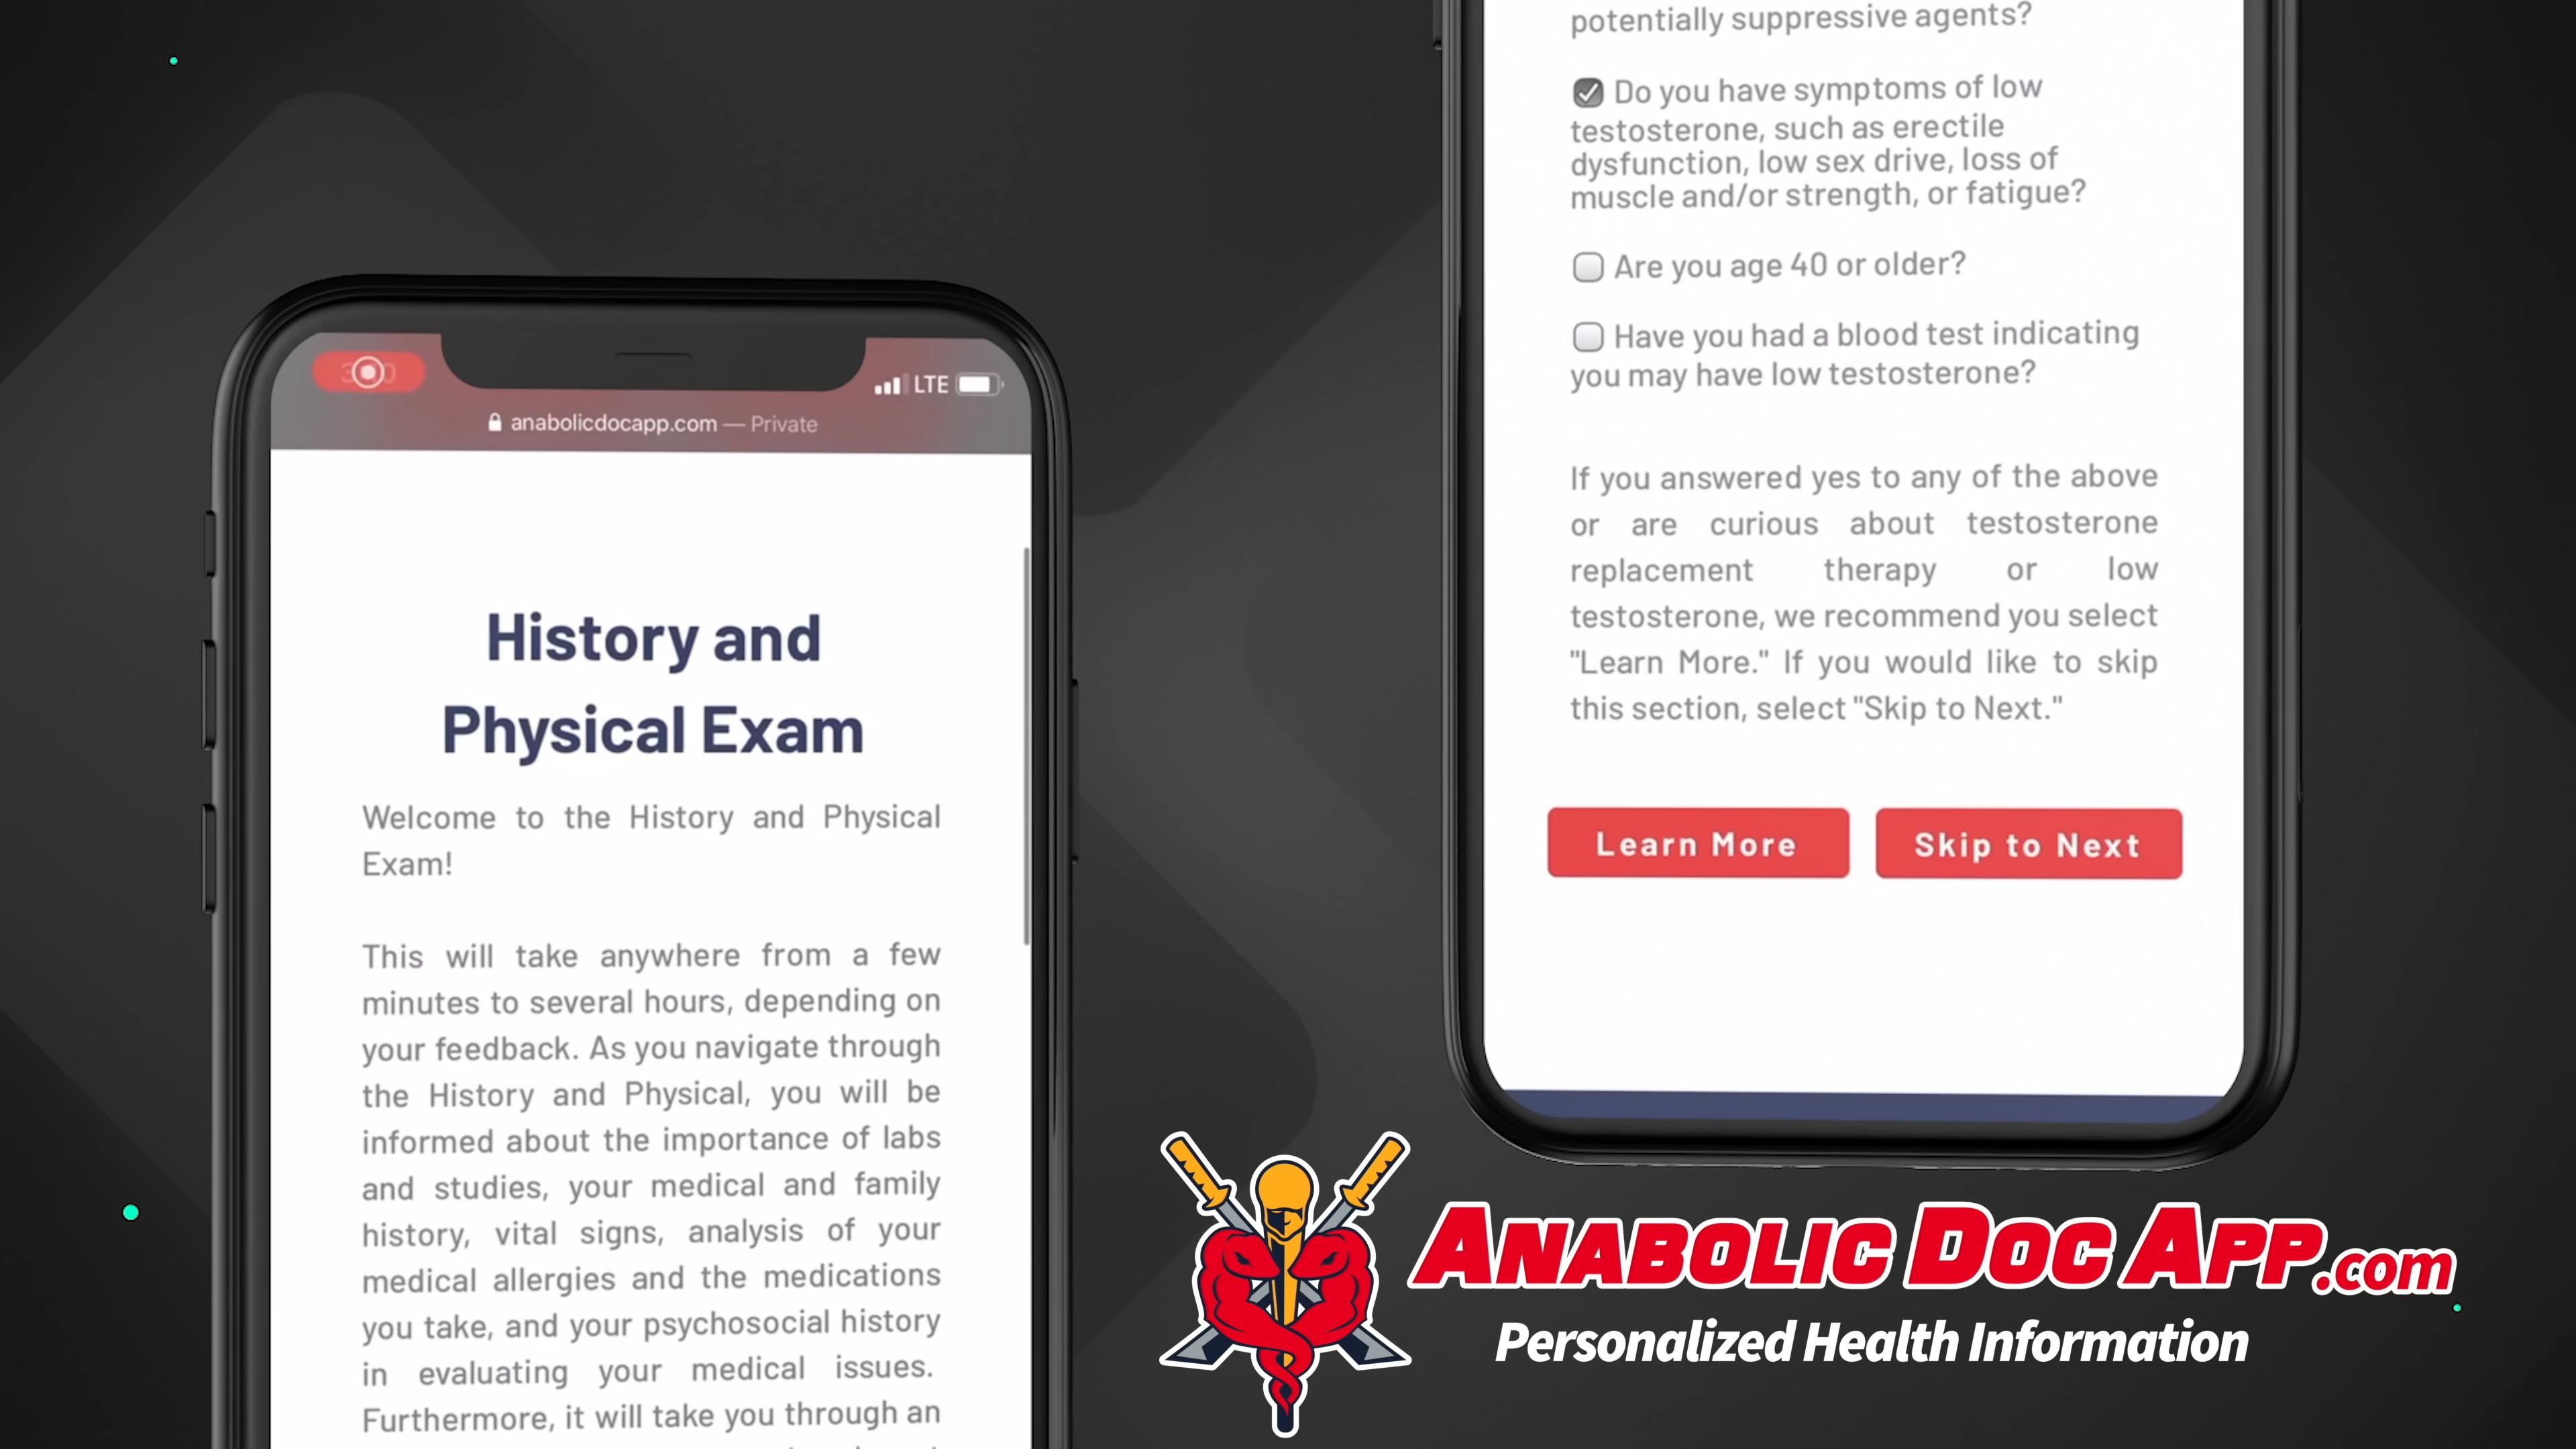 LTE
anabolicdocapp.com — Private
History and
Physical Exam
Welcome to the History and Physical
Exam!
This will take anywhere from a few
minutes to several hours, depending on
your feedback. As you navigate through
the History and Physical, you will be
informed about the importance of labs
and studies, your medical and family
history, vital signs, analysis of your
medical allergies and the medications
you take, and your psychosocial history
in evaluating your medical issues.
Furthermore, it will take you through an
potentially suppressive agents?
Do you have symptoms of low
testosterone, such as erectile
dysfunction, low sex drive, loss of
muscle and/or strength, or fatigue?
Are you age 40 or older?
Have you had a blood test indicating
you may have low testosterone?
If you answered yes to any of the above
or are curious about testosterone
replacement therapy or low
testosterone, we recommend you select
"Learn More." If you would like to skip
this section, select "Skip to Next."
Learn More
Skip to Next
ANABOLIC DOC APP.com
Personalized Health Information